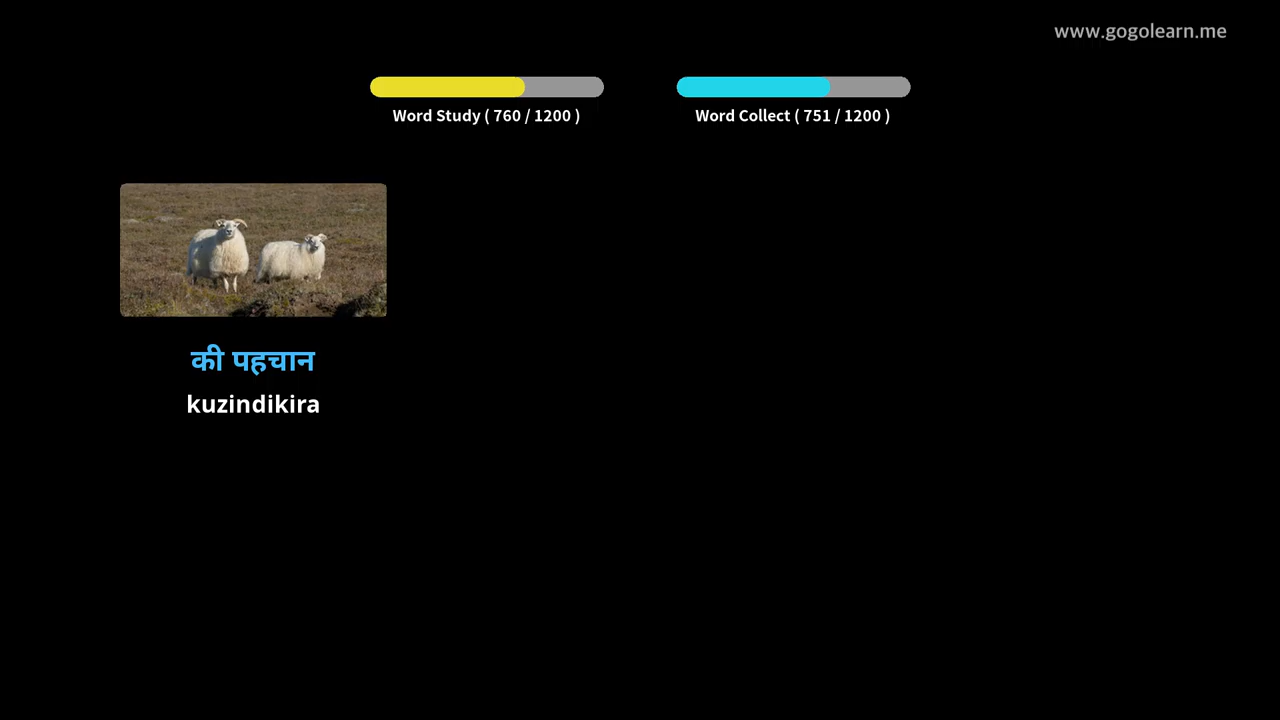 www.gogolearn.me
Word Study ( 760 / 1200 )
Word Collect ( 751 / 1200 )
की पहचान
kuzindikira